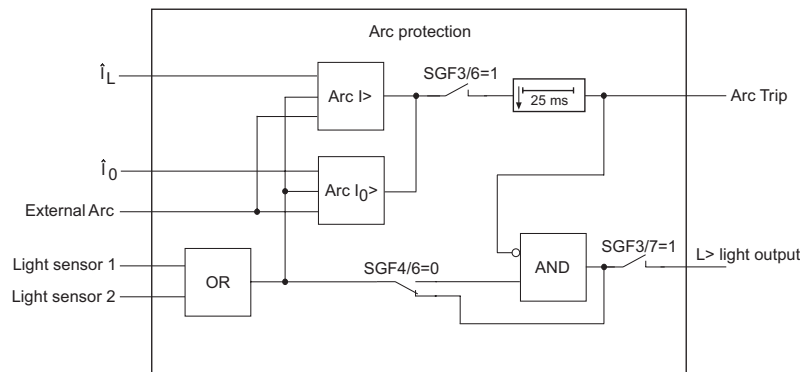 Arc protection
Î_L
SGF3/6=1
Arc I>
25 ms
Arc Trip
Î_0
Arc I_0>
External Arc
SGF3/7=1
Light sensor 1
OR
SGF4/6=0
AND
L> light output
Light sensor 2